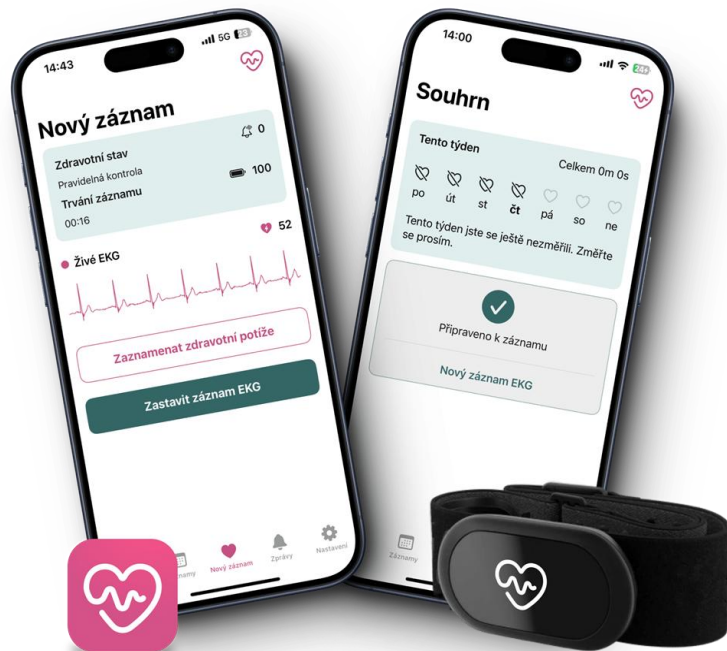 14:43
5G 23
Nový záznam
Zdravotní stav
0
Pravidelná kontrola
Trvání záznamu
100
00:16
Živé EKG
52
Zaznamenat zdravotní potíže
Zastavit záznam EKG
Nový záznam
Zprávy
Nastavení
14:00
24+
Souhrn
Tento týden
Celkem 0m 0s
po út st čt pá so ne
Tento týden jste se ještě nezměřili. Změřte
se prosím.
Připraveno k záznamu
Nový záznam EKG
Záznamy